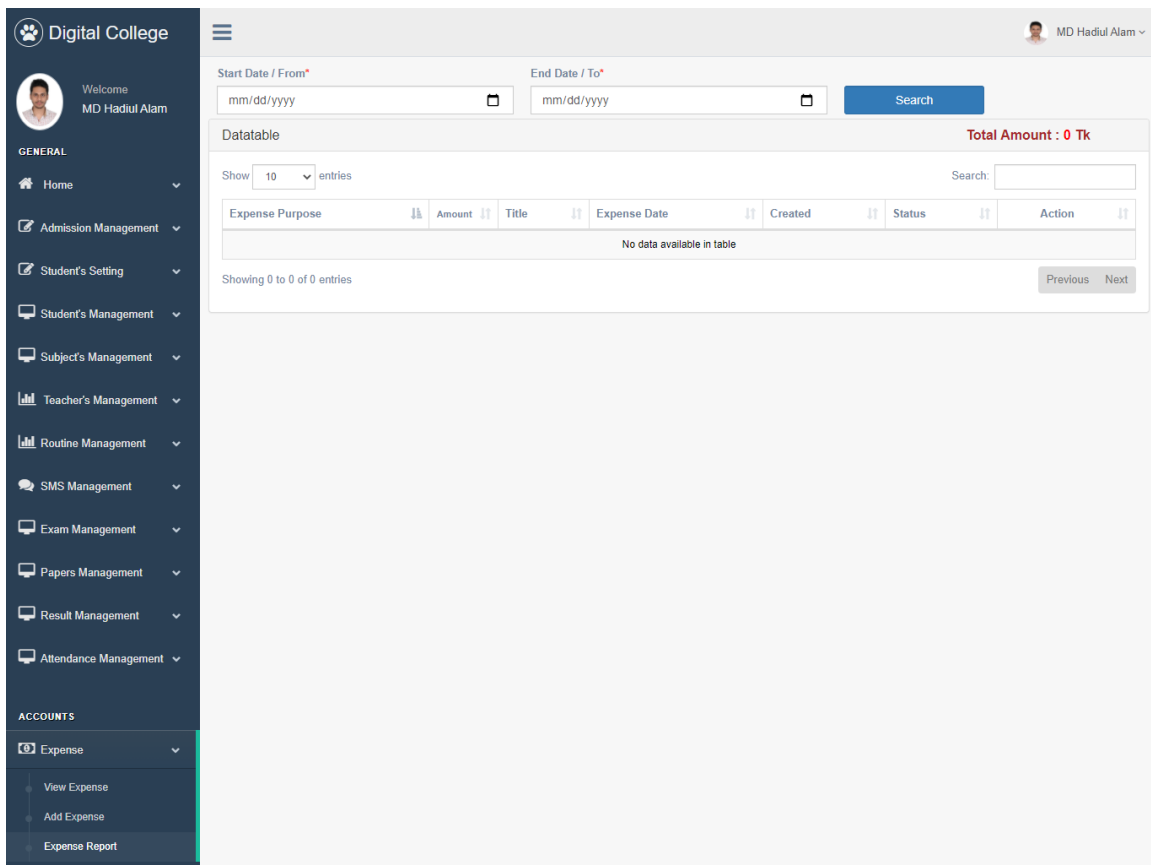 Digital College
MD Hadiul Alam
Welcome
MD Hadiul Alam
GENERAL
Home
Admission Management
Student's Setting
Student's Management
Subject's Management
Teacher's Management
Routine Management
SMS Management
Exam Management
Papers Management
Result Management
Attendance Management
ACCOUNTS
Expense
View Expense
Add Expense
Expense Report
Start Date / From* End Date / To*
mm/dd/yyyy mm/dd/yyyy Search
Datatable Total Amount : 0 Tk
Show 10 entries Search:
Expense Purpose Amount Title Expense Date Created Status Action
No data available in table
Showing 0 to 0 of 0 entries Previous Next